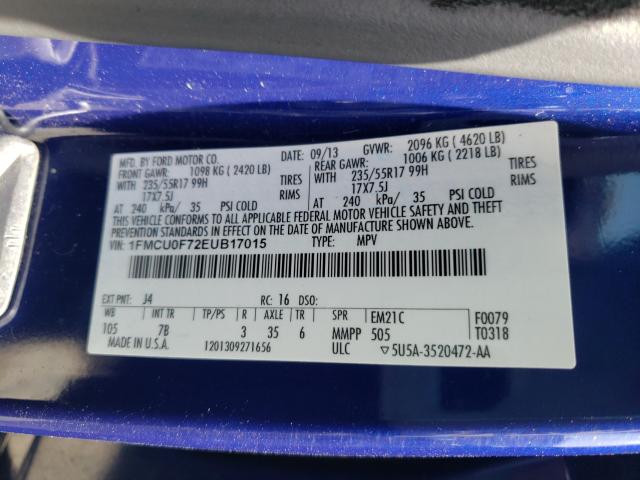 MFD. BY FORD MOTOR CO. DATE: 09/13 GVWR: 2096 KG ( 4620 LB)
FRONT GAWR: 1098 KG ( 2420 LB) REAR GAWR: 1006 KG ( 2218 LB)
WITH 235/55R17 99H TIRES WITH 235/55R17 99H TIRES
17X7.5J RIMS 17X7.5J RIMS
AT 240 kPa/ 35 PSI COLD AT 240 kPa/ 35 PSI COLD
THIS VEHICLE CONFORMS TO ALL APPLICABLE FEDERAL MOTOR VEHICLE SAFETY, BUMPER, AND THEFT PREVENTION
STANDARDS IN EFFECT ON THE DATE OF MANUFACTURE SHOWN ABOVE.
VIN: 1FMCU0F72EUB17015 TYPE: MPV
EXT PNT: J4 RC: 16 DSO:
WB INT TR TP/PS R AXLE TR SPR EM21C F0079
105 7B 3 35 6 MMPP 505 T0318
MADE IN U.S.A. 1201309271656 ULC ▽5U5A-3520472-AA